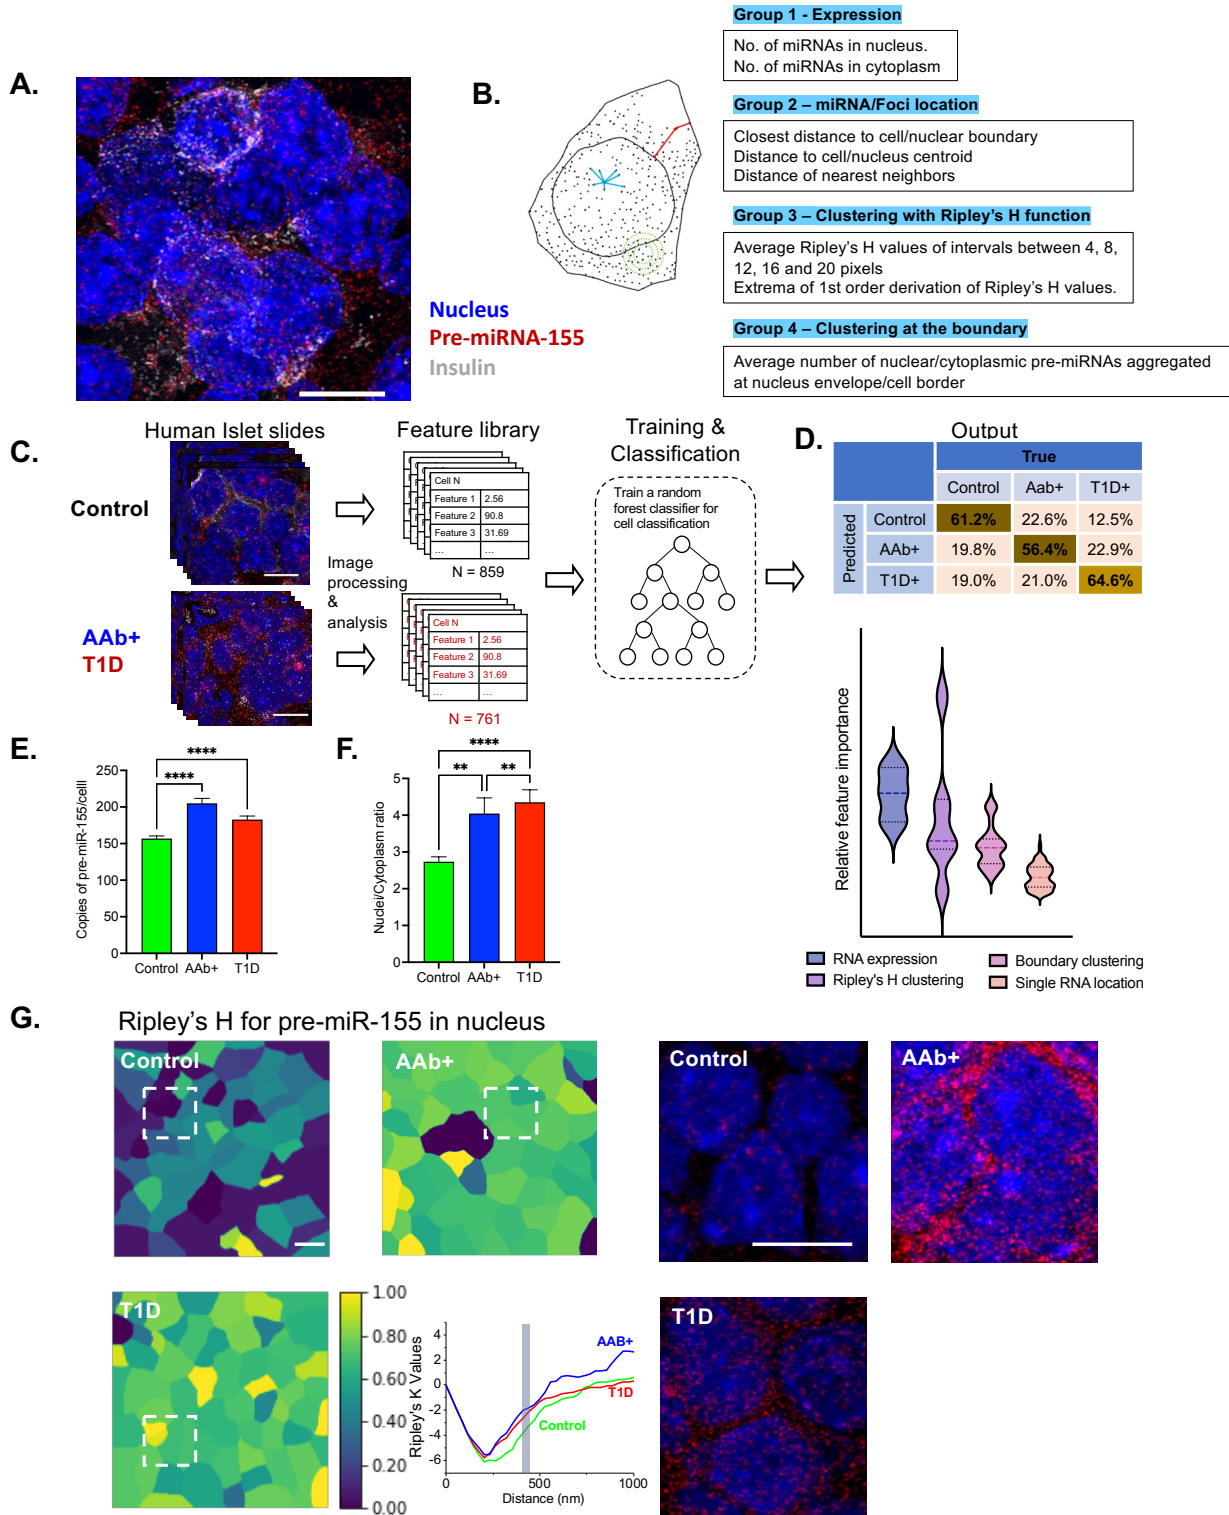 A.
Nucleus
Pre-miRNA-155
Insulin
B.
Group 1 - Expression
No. of miRNAs in nucleus.
No. of miRNAs in cytoplasm
Group 2 – miRNA/Foci location
Closest distance to cell/nuclear boundary
Distance to cell/nucleus centroid
Distance of nearest neighbors
Group 3 – Clustering with Ripley's H function
Average Ripley's H values of intervals between 4, 8,
12, 16 and 20 pixels
Extrema of 1st order derivation of Ripley's H values.
Group 4 – Clustering at the boundary
Average number of nuclear/cytoplasmic pre-miRNAs aggregated
at nucleus envelope/cell border
C.
Human Islet slides
Control
AAb+
T1D
Image
processing
&
analysis
Feature library
Cell N
Feature 1 2.56
Feature 2 90.8
Feature 3 31.69
... ...
N = 859
Cell N
Feature 1 2.56
Feature 2 90.8
Feature 3 31.69
... ...
N = 761
Training &
Classification
Train a random
forest classifier for
cell classification
D.
Output
True
Control Aab+ T1D+
Predicted
Control 61.2% 22.6% 12.5%
AAb+ 19.8% 56.4% 22.9%
T1D+ 19.0% 21.0% 64.6%
Relative feature importance
RNA expression
Ripley's H clustering
Boundary clustering
Single RNA location
E.
Copies of pre-miR-155/celll
250
200
150
100
50
0
****
****
Control AAb+ T1D
F.
Nuclei/Cytoplasm ratio
5
4
3
2
1
0
****
** **
Control AAb+ T1D
G.
Ripley's H for pre-miR-155 in nucleus
Control
AAb+
Control
AAb+
T1D
1.00
0.80
0.60
0.40
0.20
0.00
Ripley's K Values
4
2
0
-2
-4
-6
AAB+
T1D
Control
0 500 1000
Distance (nm)
T1D